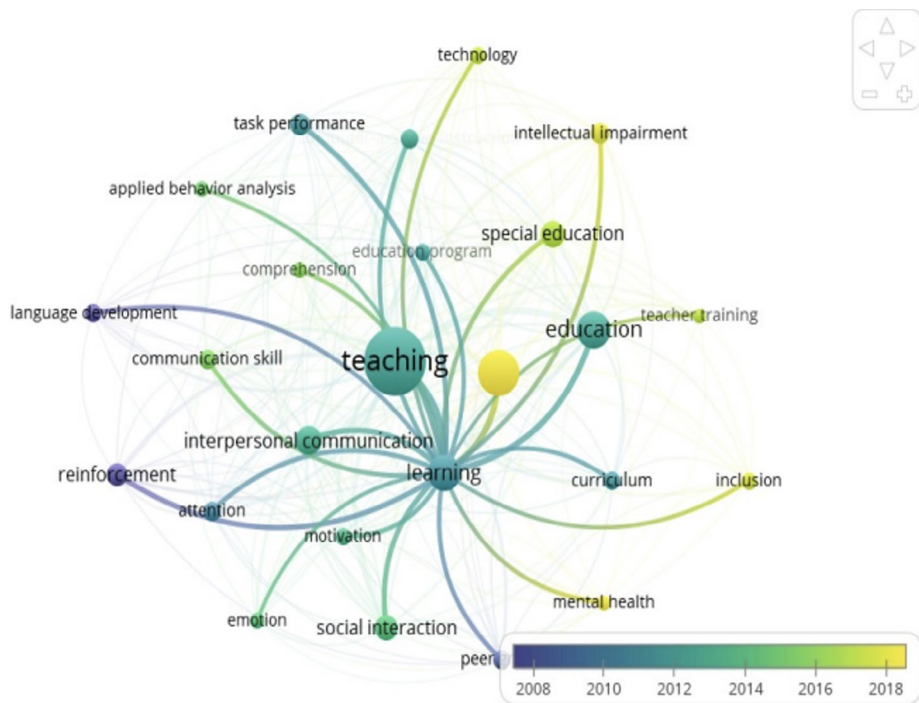 technology
task performance
intellectual impairment
applied behavior analysis
special education
education program
comprehension
language development
teacher training
education
communication skill
teaching
interpersonal communication
reinforcement
learning
curriculum
inclusion
attention
motivation
mental health
emotion
social interaction
peer
2008 2010 2012 2014 2016 2018